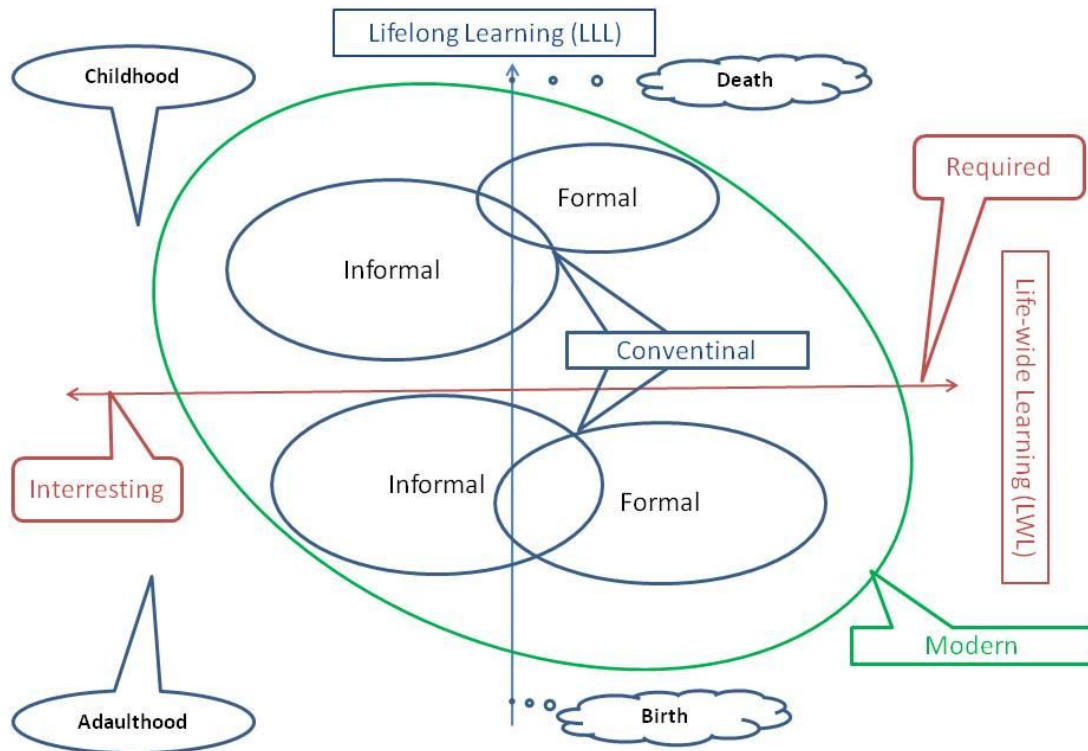 Lifelong Learning (LLL)
Childhood
Death
Required
Formal
Informal
Life-wide Learning (LWL)
Conventinal
Interresting
Informal
Formal
Modern
Adaulthood
Birth